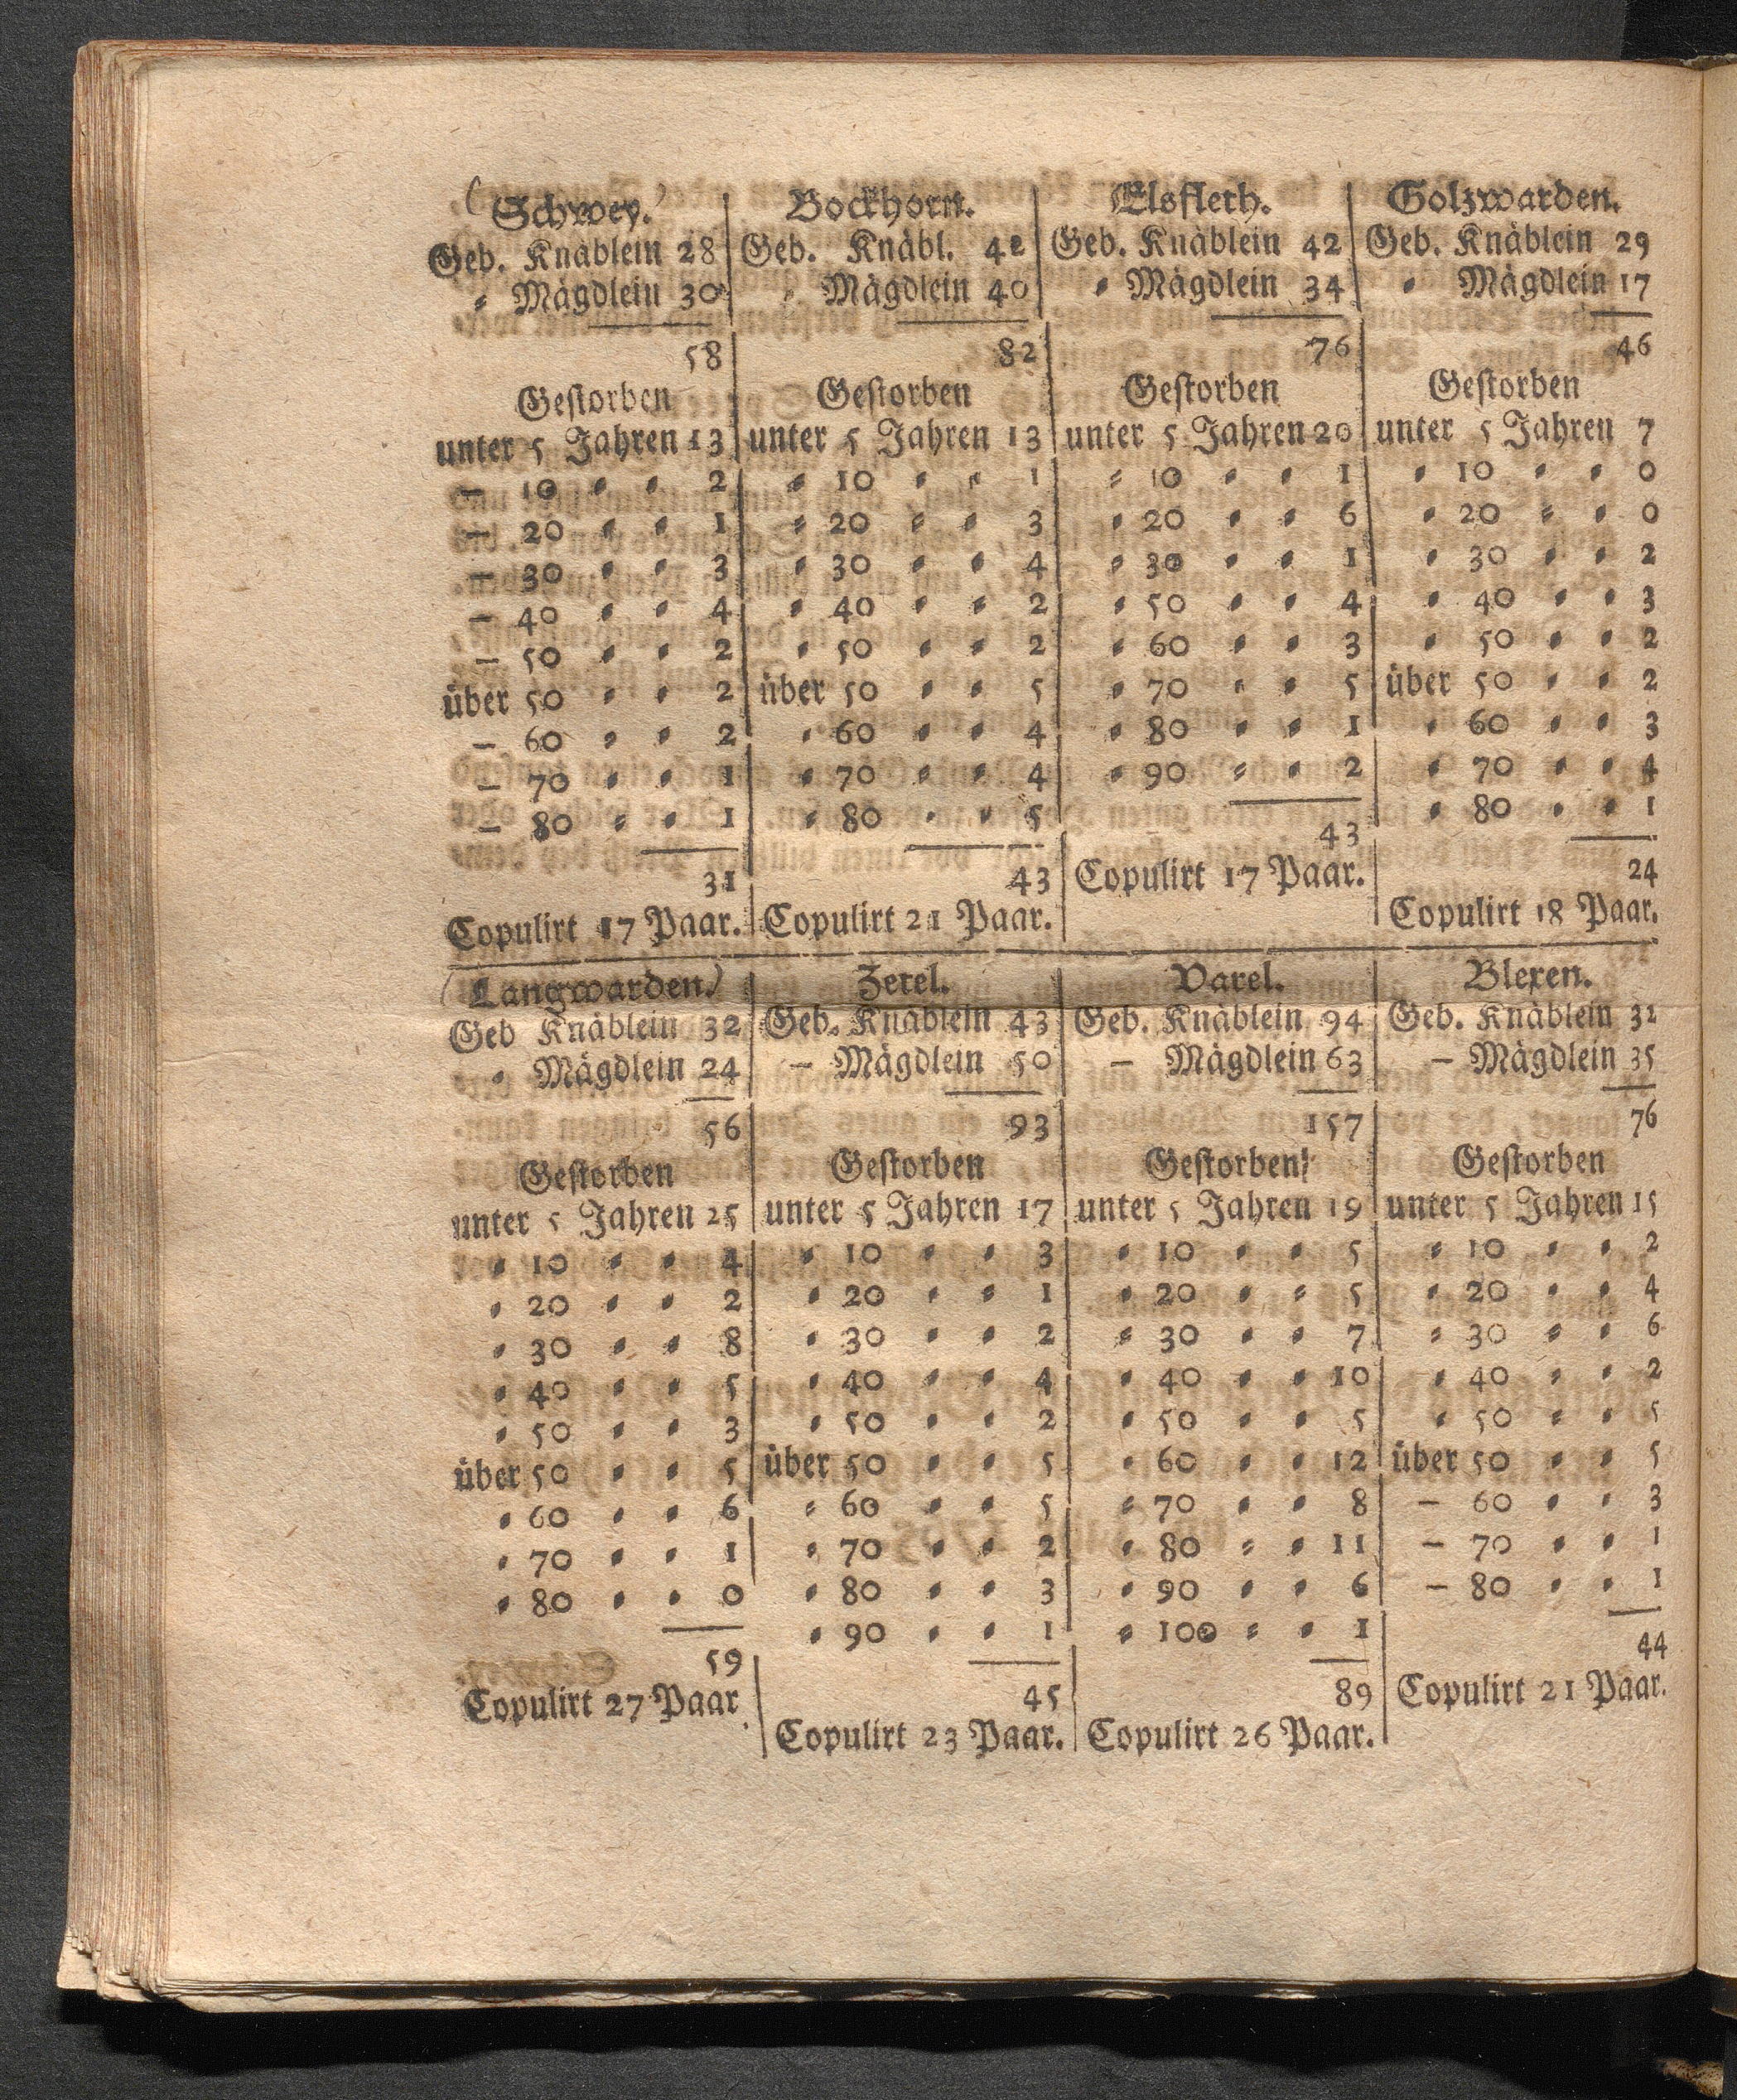 (Schwey.)
Geb. Knäblein 28
⸗ Mägdlein 30
58
Gestorben
unter 5 Jahren 13
— 10 ⸗ ⸗ 2
— 20 ⸗ ⸗ 1
— 30 ⸗ ⸗ 3
— 40 ⸗ ⸗ 4
— 50 ⸗ ⸗ 2
über 50 ⸗ ⸗ 2
— 60 ⸗ ⸗ 2
— 70 ⸗ ⸗ 1
— 80 ⸗ ⸗ 1
31
Copulirt 17 Paar.
Bockhorn.
Geb. Knäbl. 42
⸗ Mägdlein 40
82
Gestorben
unter 5 Jahren 13
⸗ 10 ⸗ ⸗ 1
⸗ 20 ⸗ ⸗ 3
⸗ 30 ⸗ ⸗ 4
⸗ 40 ⸗ ⸗ 2
⸗ 50 ⸗ ⸗ 2
über 50 ⸗ ⸗ 5
⸗ 60 ⸗ ⸗ 4
⸗ 70 ⸗ ⸗ 4
⸗ 80 ⸗ ⸗ 5
43
Copulirt 21 Paar.
Elsfleth.
Geb. Knäblein 42
⸗ Mägdlein 34
76
Gestorben
unter 5 Jahren 20
⸗ 10 ⸗ ⸗ 1
⸗ 20 ⸗ ⸗ 6
⸗ 30 ⸗ ⸗ 1
⸗ 50 ⸗ ⸗ 4
⸗ 60 ⸗ ⸗ 3
⸗ 70 ⸗ ⸗ 5
⸗ 80 ⸗ ⸗ 1
⸗ 90 ⸗ ⸗ 2
43
Copulirt 17 Paar.
Golzwarden.
Geb. Knäblein 29
⸗ Mägdlein 17
46
Gestorben
unter 5 Jahren 7
⸗ 10 ⸗ ⸗ 0
⸗ 20 ⸗ ⸗ 0
⸗ 30 ⸗ ⸗ 2
⸗ 40 ⸗ ⸗ 3
⸗ 50 ⸗ ⸗ 2
über 50 ⸗ ⸗ 2
⸗ 60 ⸗ ⸗ 3
⸗ 70 ⸗ ⸗ 4
⸗ 80 ⸗ ⸗ 1
24
Copulirt 18 Paar.
(Langwarden.)
Geb Knäblein 32
⸗ Mägdlein 24
56
Gestorben
unter 5 Jahren 25
⸗ 10 ⸗ ⸗ 4
⸗ 20 ⸗ ⸗ 2
⸗ 30 ⸗ ⸗ 8
⸗ 40 ⸗ ⸗ 5
⸗ 50 ⸗ ⸗ 3
über 50 ⸗ ⸗ 5
⸗ 60 ⸗ ⸗ 6
⸗ 70 ⸗ ⸗ 1
⸗ 80 ⸗ ⸗ 0
59
Copulirt 27 Paar.
Zetel.
Geb. Knäblein 43
— Mägdlein 50
93
Gestorben
unter 5 Jahren 17
⸗ 10 ⸗ ⸗ 3
⸗ 20 ⸗ ⸗ 1
⸗ 30 ⸗ ⸗ 2
⸗ 40 ⸗ ⸗ 4
⸗ 50 ⸗ ⸗ 2
über 50 ⸗ ⸗ 5
⸗ 60 ⸗ ⸗ 5
⸗ 70 ⸗ ⸗ 2
⸗ 80 ⸗ ⸗ 3
⸗ 90 ⸗ ⸗ 1
45
Copulirt 23 Paar.
Varel.
Geb. Knäblein 94
— Mägdlein 63
157
Gestorben
unter 5 Jahren 19
⸗ 10 ⸗ ⸗ 5
⸗ 20 ⸗ ⸗ 5
⸗ 30 ⸗ ⸗ 7
⸗ 40 ⸗ ⸗ 10
⸗ 50 ⸗ ⸗ 5
⸗ 60 ⸗ ⸗ 12
⸗ 70 ⸗ ⸗ 8
⸗ 80 ⸗ ⸗ 11
⸗ 90 ⸗ ⸗ 6
⸗ 100 ⸗ ⸗ 1
89
Copulirt 26 Paar.
Blexen.
Geb. Knäblein 32
— Mägdlein 35
76
Gestorben
unter 5 Jahren 15
⸗ 10 ⸗ ⸗ 2
⸗ 20 ⸗ ⸗ 4
⸗ 30 ⸗ ⸗ 6
⸗ 40 ⸗ ⸗ 2
⸗ 50 ⸗ ⸗ 5
über 50 ⸗ ⸗ 5
— 60 ⸗ ⸗ 3
— 70 ⸗ ⸗ 1
— 80 ⸗ ⸗ 1
44
Copulirt 21 Paar.